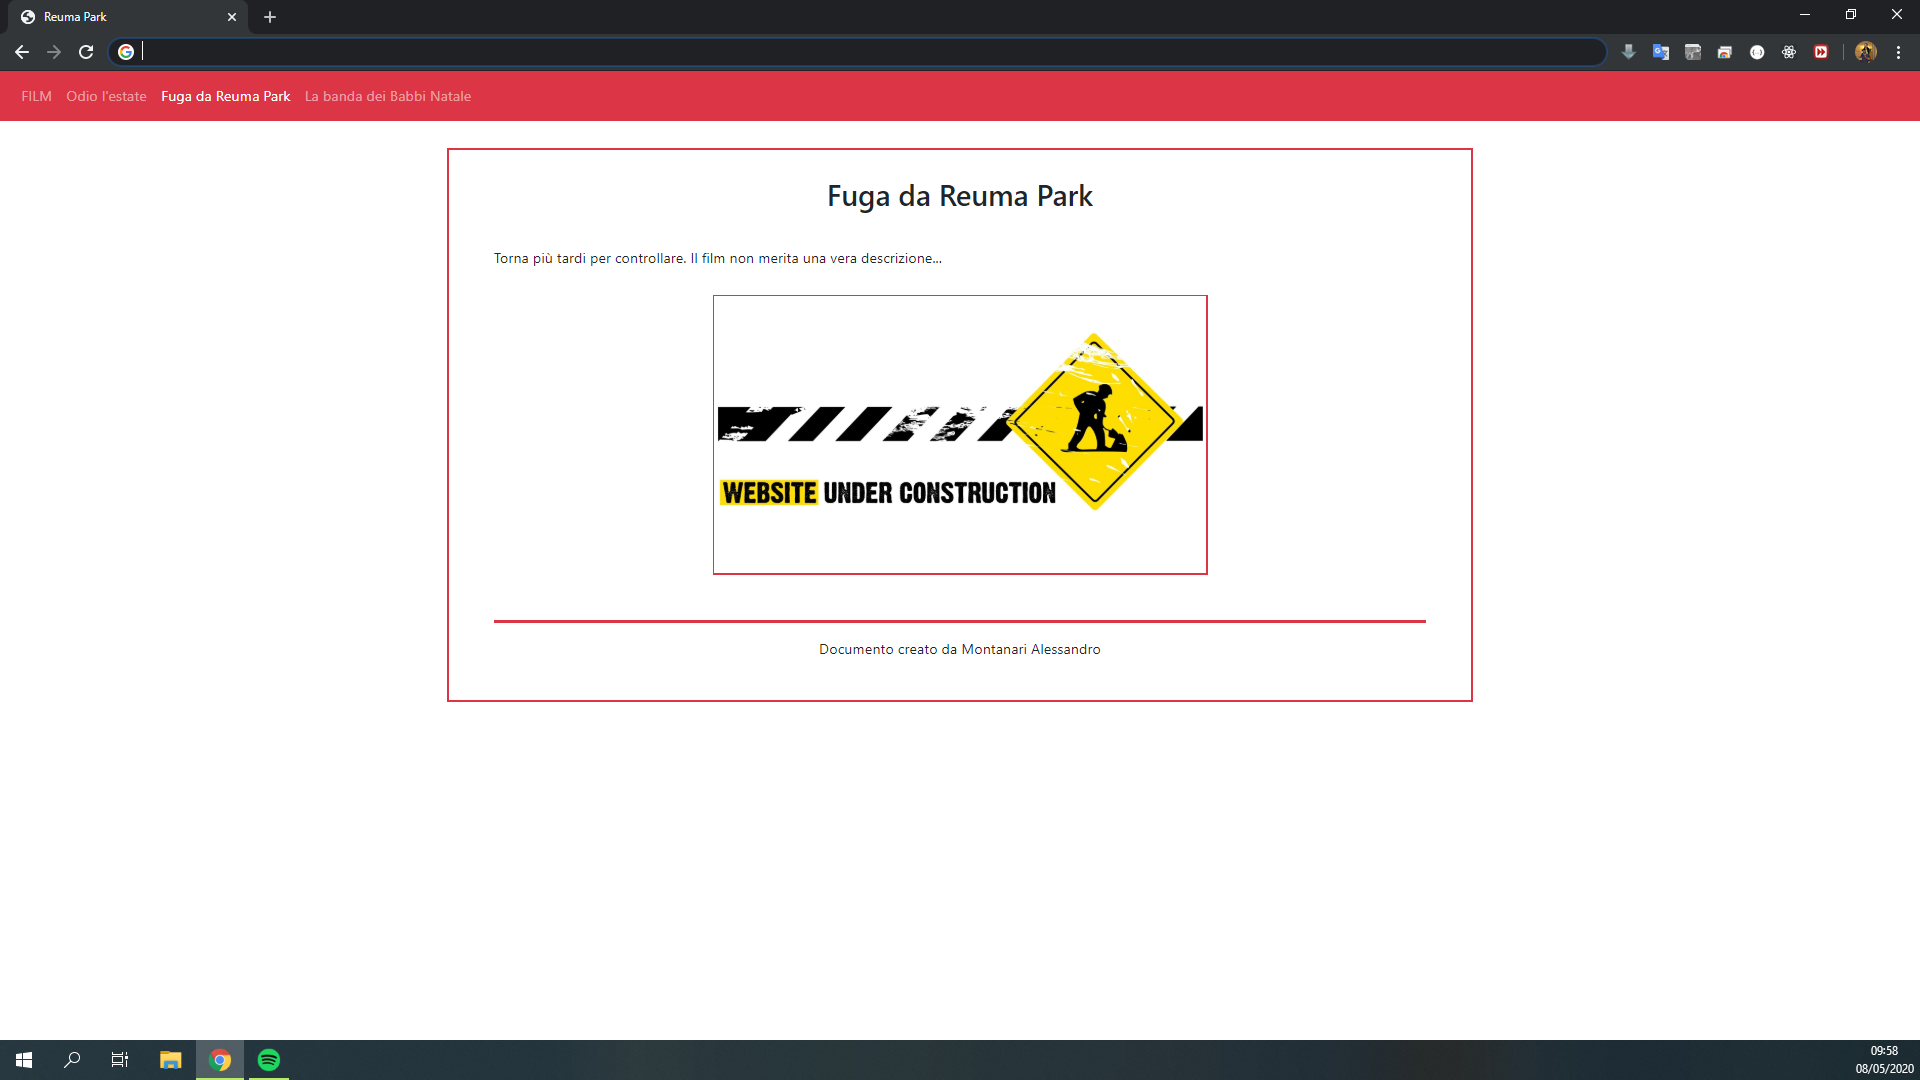 Reuma Park
FILM Odio l'estate Fuga da Reuma Park La banda dei Babbi Natale
Fuga da Reuma Park
Torna più tardi per controllare. Il film non merita una vera descrizione...
WEBSITE UNDER CONSTRUCTION
Documento creato da Montanari Alessandro
09:58
08/05/2020